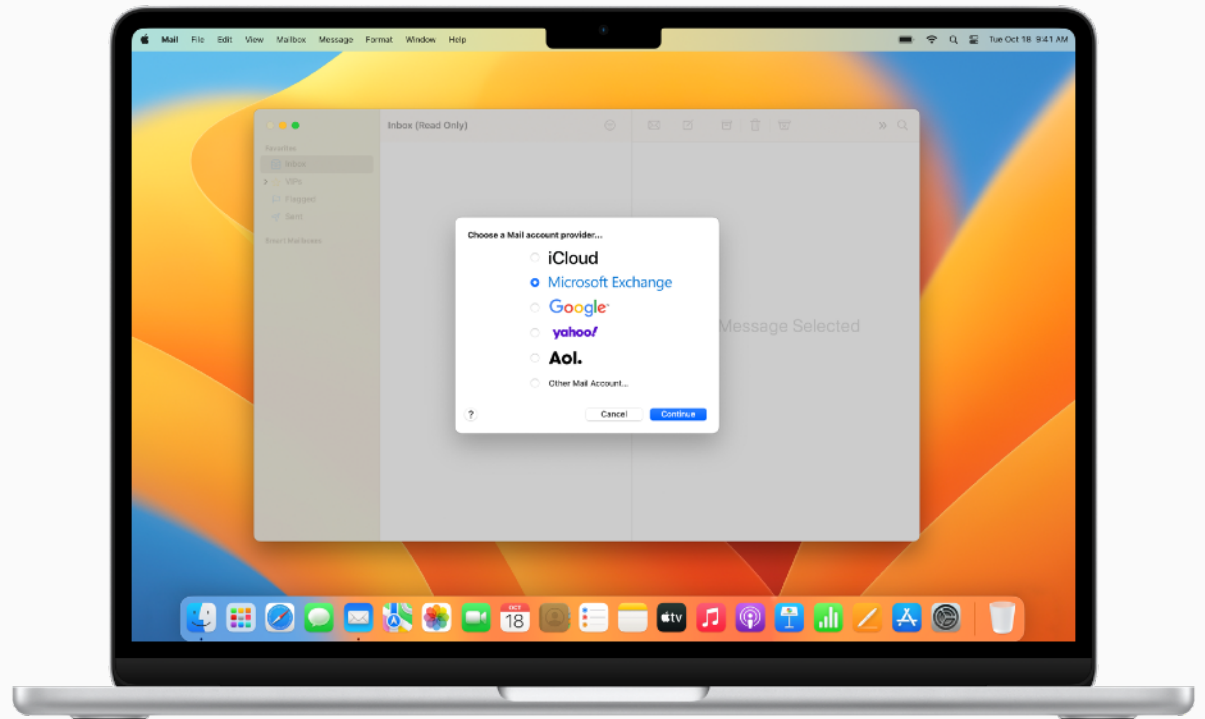 Mail File Edit View Mailbox Message Format Window Help
Tue Oct 18 9:41 AM
Inbox (Read Only)
Favorites
Inbox
VIPs
Flagged
Sent
Smart Mailboxes
Choose a Mail account provider...
iCloud
Microsoft Exchange
Google
yahoo!
Aol.
Other Mail Account...
?
Cancel
Continue
Message Selected
OCT
18
tv